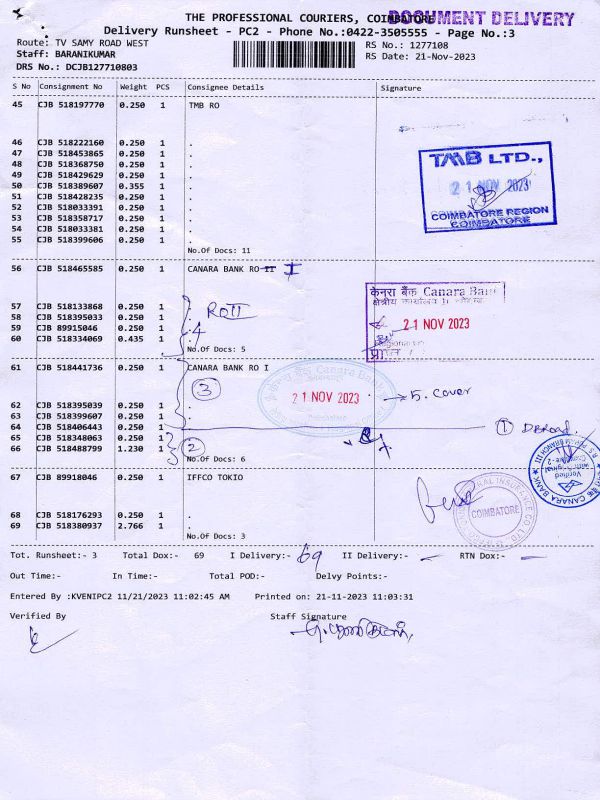 THE PROFESSIONAL COURIERS, COIMBATORE
DOCUMENT DELIVERY
Delivery Runsheet - PC2 - Phone No.:0422-3505555 - Page No.:3
Route: TV SAMY ROAD WEST
RS No.: 1277108
Staff: BARANIKUMAR
RS Date: 21-Nov-2023
DRS No.: DCJB127710803
S No Consignment No Weight PCS Consignee Details Signature
45 CJB 518197770 0.250 1 TMB RO
46 CJB 518222160 0.250 1 .
47 CJB 518453865 0.250 1 .
48 CJB 518368750 0.250 1 .
49 CJB 518429629 0.250 1 .
50 CJB 518389607 0.355 1 .
51 CJB 518428235 0.250 1 .
52 CJB 518033391 0.250 1 .
53 CJB 518358717 0.250 1 .
54 CJB 518033381 0.250 1 .
55 CJB 518399606 0.250 1 .
No.Of Docs: 11
TMB LTD.,
21 NOV 2023
COIMBATORE REGION
COIMBATORE
56 CJB 518465585 0.250 1 CANARA BANK RO II I
57 CJB 518133868 0.250 1 .
58 CJB 518395033 0.250 1 .
59 CJB 89915046 0.250 1 .
60 CJB 518334069 0.435 1 .
No.Of Docs: 5
RO II
4
केनरा बैंक Canara Bank
क्षेत्रीय कार्यालय
21 NOV 2023
61 CJB 518441736 0.250 1 CANARA BANK RO I
62 CJB 518395039 0.250 1 .
63 CJB 518399607 0.250 1 .
64 CJB 518406443 0.250 1 .
65 CJB 518348063 0.250 1 .
66 CJB 518488799 1.230 1 .
No.Of Docs: 6
3
2
केनरा बैंक Canara Bank
21 NOV 2023
5. cover
1
CANARA BANK
Verified with Original
67 CJB 89918046 0.250 1 IFFCO TOKIO
68 CJB 518176293 0.250 1 .
69 CJB 518380937 2.766 1 .
No.Of Docs: 3
GENERAL INSURANCE CO LTD
COIMBATORE
Tot. Runsheet:- 3 Total Dox:- 69 I Delivery:- 69 II Delivery:- RTN Dox:-
Out Time:- In Time:- Total POD:- Delvy Points:-
Entered By :KVENIPC2 11/21/2023 11:02:45 AM Printed on: 21-11-2023 11:03:31
Verified By Staff Signature